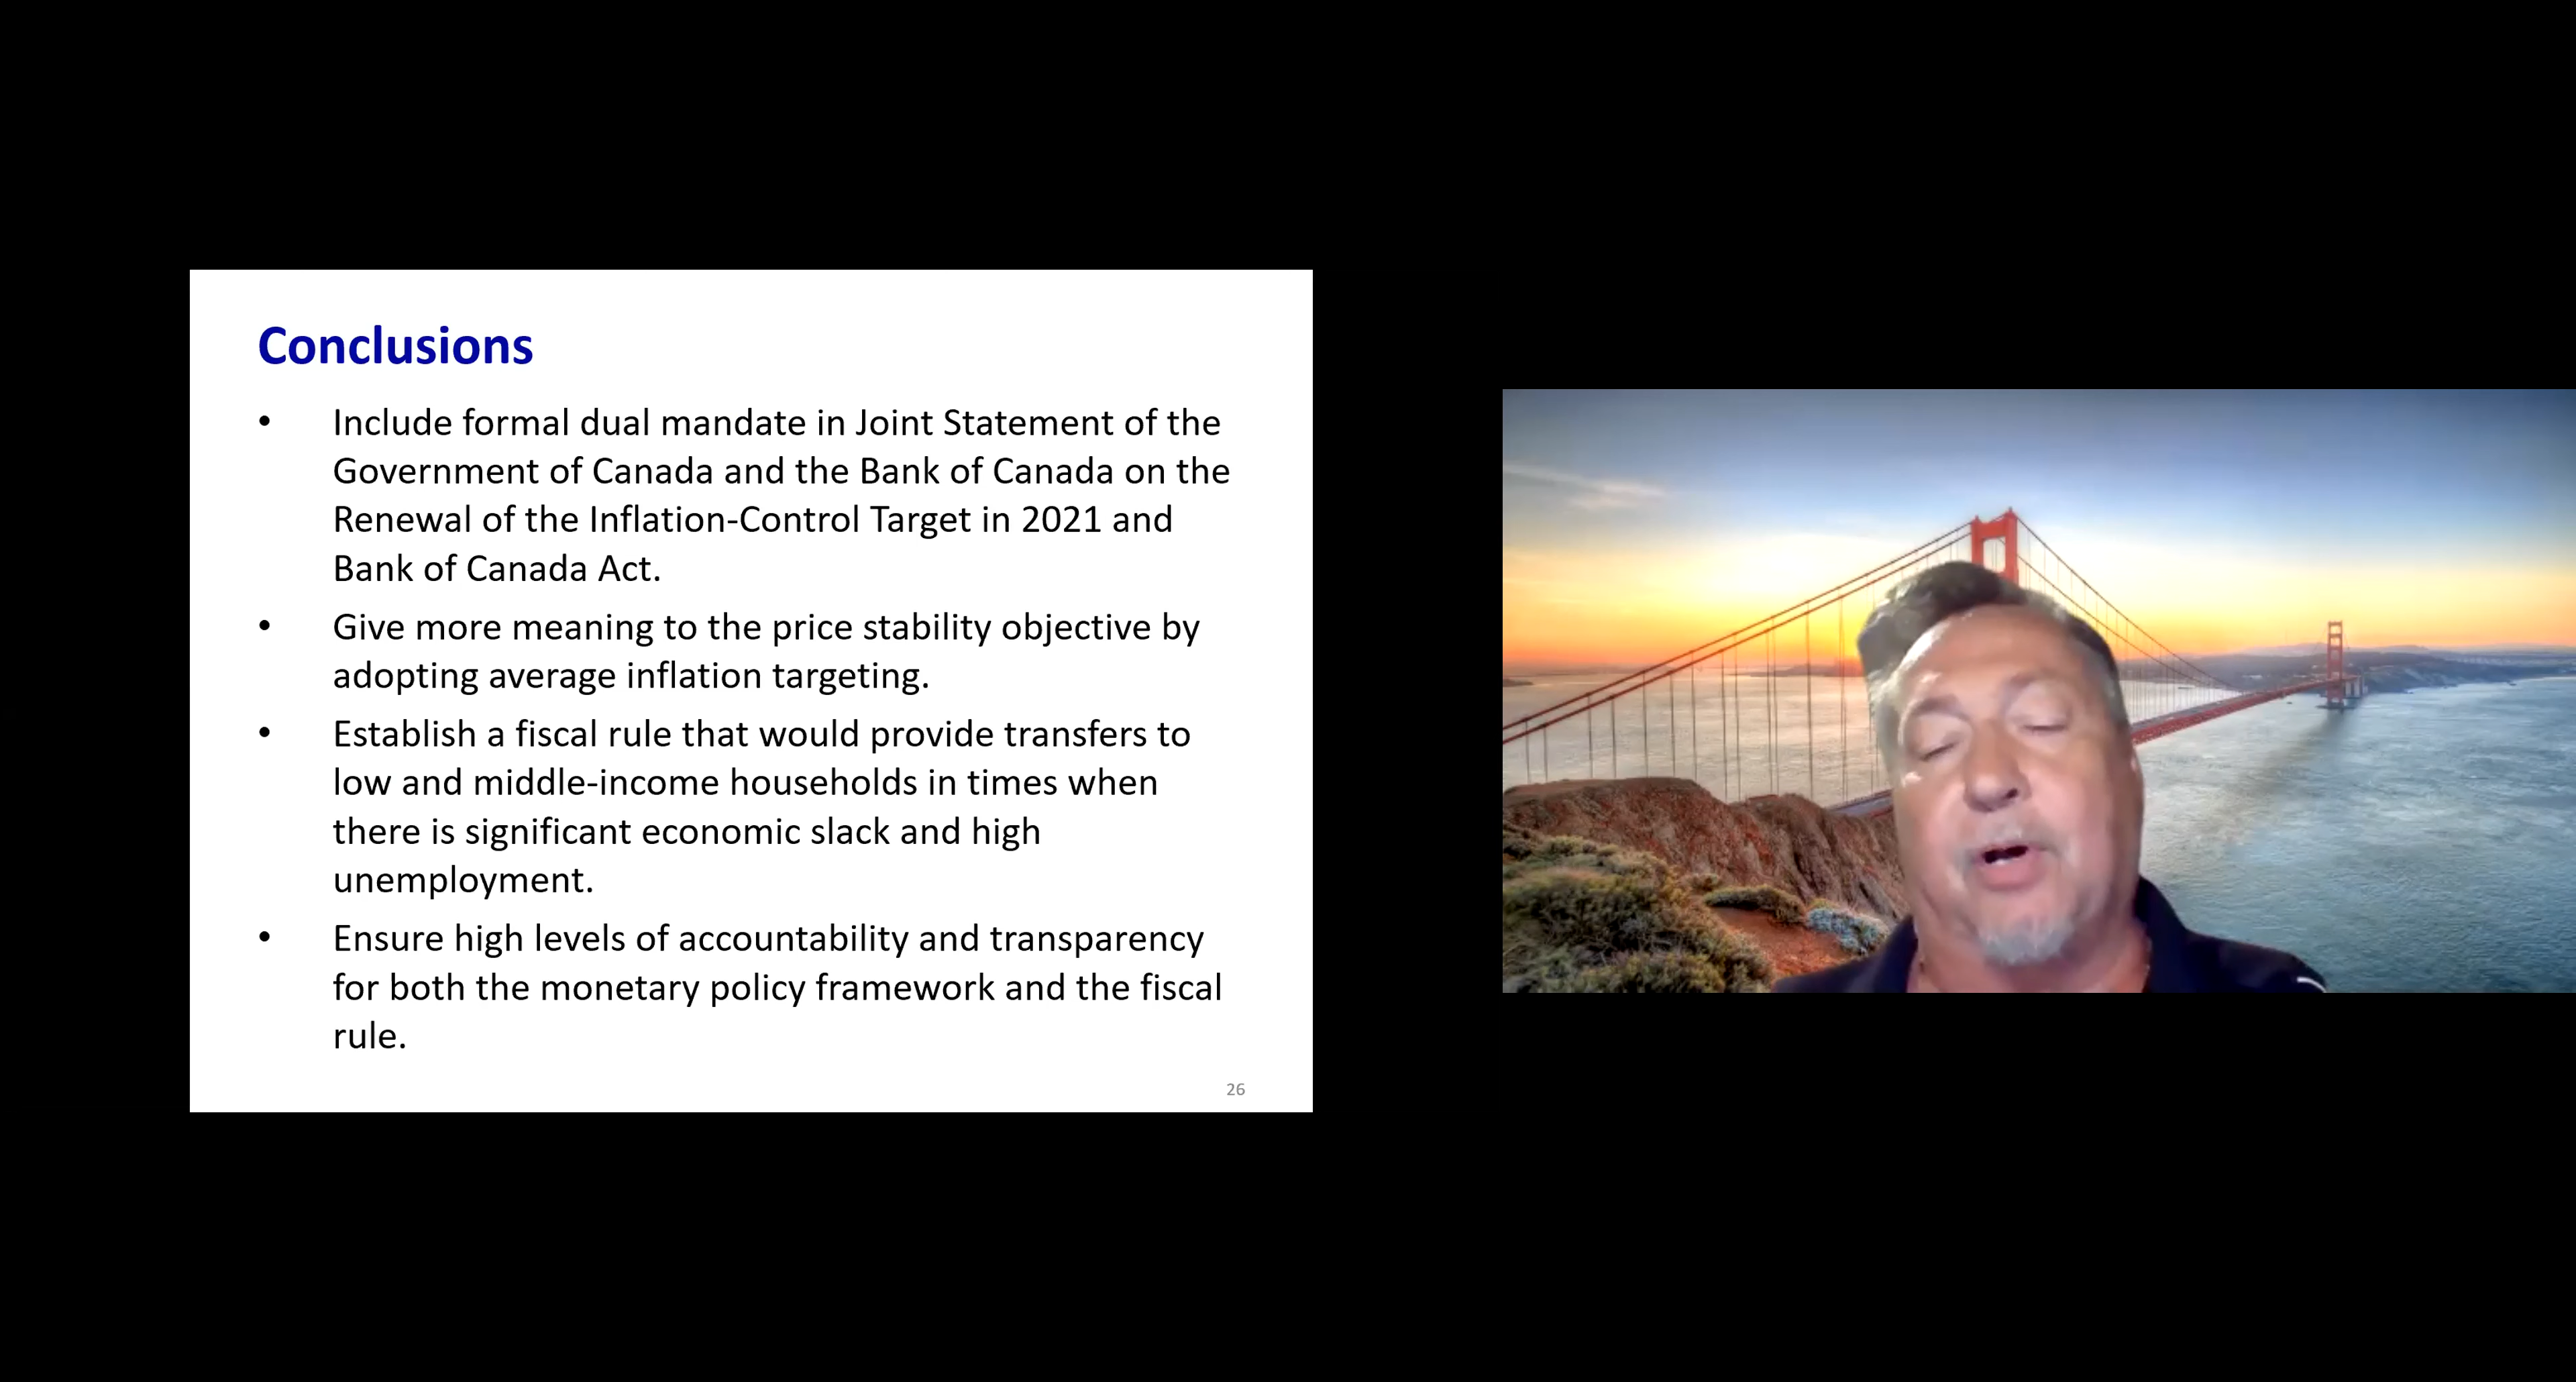 Conclusions
• Include formal dual mandate in Joint Statement of the
Government of Canada and the Bank of Canada on the
Renewal of the Inflation-Control Target in 2021 and
Bank of Canada Act.
• Give more meaning to the price stability objective by
adopting average inflation targeting.
• Establish a fiscal rule that would provide transfers to
low and middle-income households in times when
there is significant economic slack and high
unemployment.
• Ensure high levels of accountability and transparency
for both the monetary policy framework and the fiscal
rule.
26